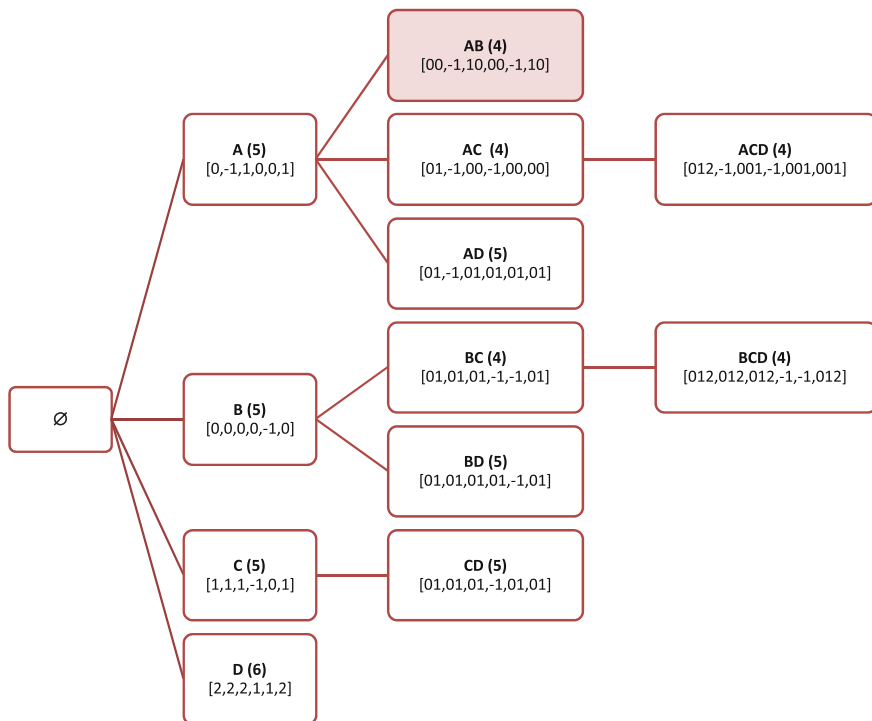 AB (4)
[00,-1,10,00,-1,10]
A (5)
[0,-1,1,0,0,1]
AC (4)
[01,-1,00,-1,00,00]
ACD (4)
[012,-1,001,-1,001,001]
AD (5)
[01,-1,01,01,01,01]
BC (4)
[01,01,01,-1,-1,01]
BCD (4)
[012,012,012,-1,-1,012]
∅
B (5)
[0,0,0,0,-1,0]
BD (5)
[01,01,01,01,-1,01]
C (5)
[1,1,1,-1,0,1]
CD (5)
[01,01,01,-1,01,01]
D (6)
[2,2,2,1,1,2]